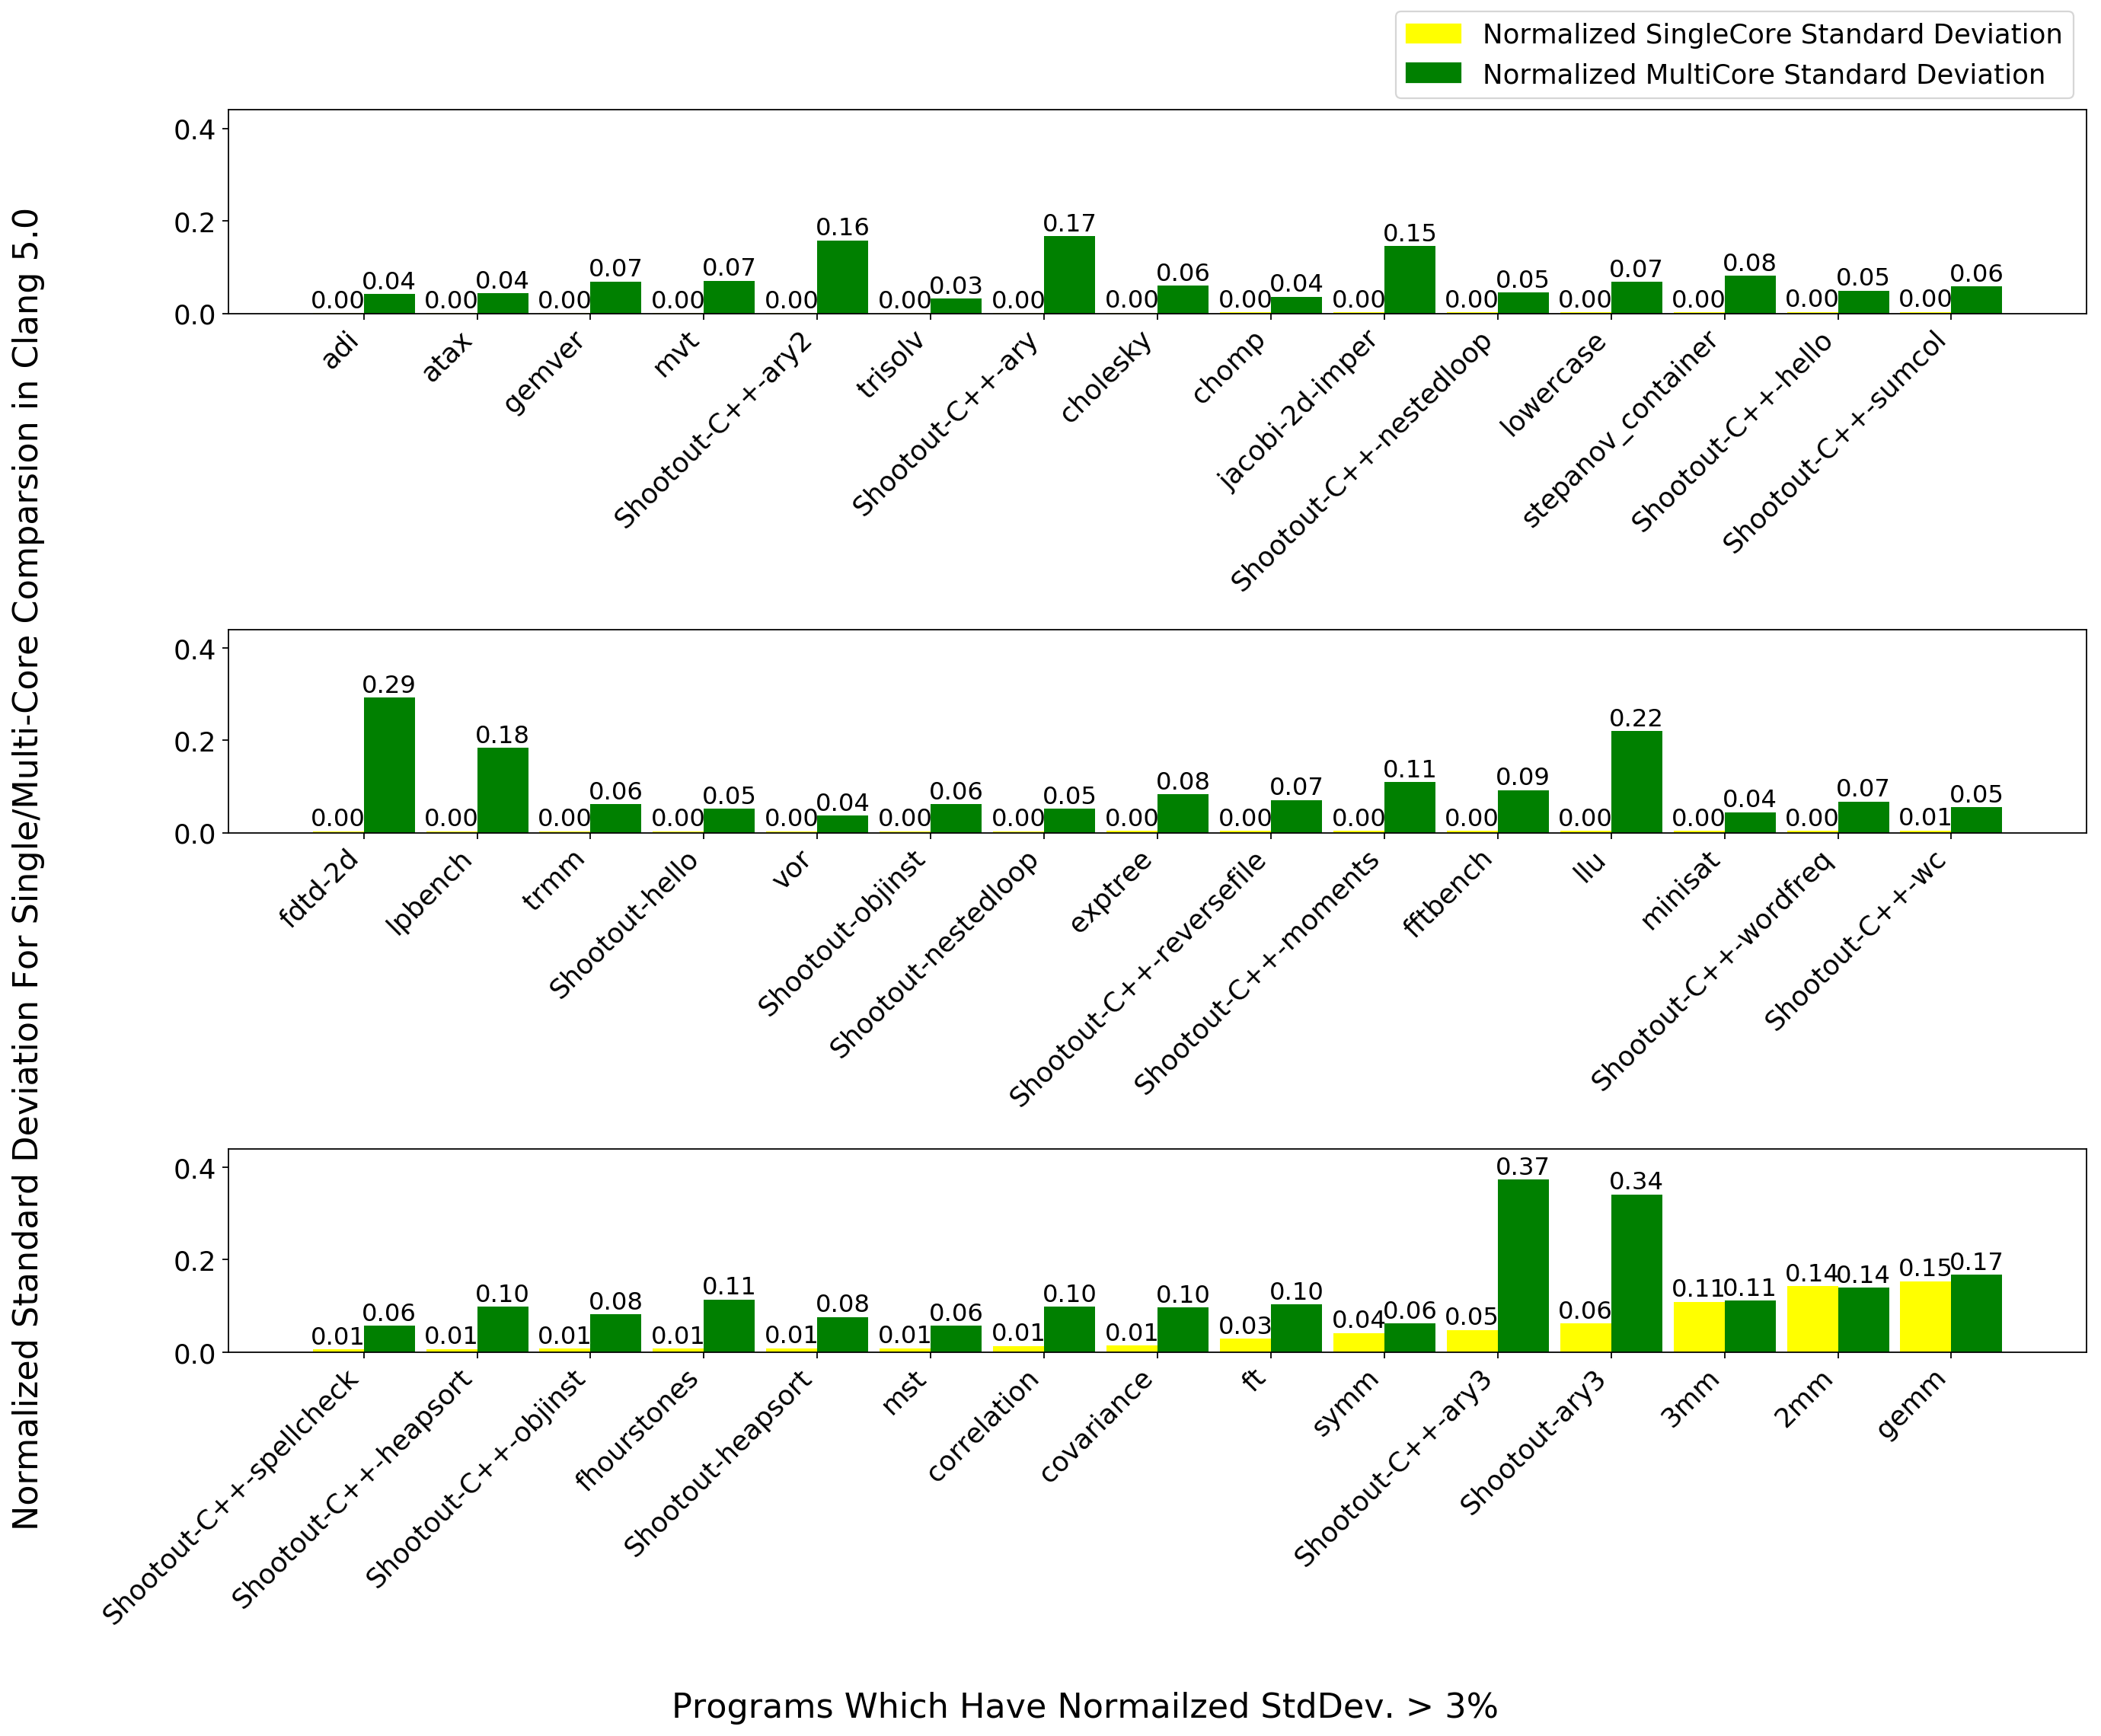 Normalized SingleCore Standard Deviation
Normalized MultiCore Standard Deviation
Normalized Standard Deviation For Single/Multi-Core Comparsion in Clang 5.0
0.4
0.2
0.0
0.00 0.04 0.00 0.04 0.00 0.07 0.00 0.07 0.00 0.16 0.00 0.03 0.00 0.17 0.00 0.06 0.00 0.04 0.00 0.15 0.00 0.05 0.00 0.07 0.00 0.08 0.00 0.05 0.00 0.06
adi
atax
gemver
mvt
Shootout-C++-ary2
trisolv
Shootout-C++-ary
cholesky
chomp
jacobi-2d-imper
Shootout-C++-nestedloop
lowercase
stepanov_container
Shootout-C++-hello
Shootout-C++-sumcol
0.4
0.2
0.0
0.00 0.29 0.00 0.18 0.00 0.06 0.00 0.05 0.00 0.04 0.00 0.06 0.00 0.05 0.00 0.08 0.00 0.07 0.00 0.11 0.00 0.09 0.00 0.22 0.00 0.04 0.00 0.07 0.01 0.05
fdtd-2d
lpbench
trmm
Shootout-hello
vor
Shootout-objinst
Shootout-nestedloop
exptree
Shootout-C++-reversefile
Shootout-C++-moments
fftbench
llu
minisat
Shootout-C++-wordfreq
Shootout-C++-wc
0.4
0.2
0.0
0.01 0.06 0.01 0.10 0.01 0.08 0.01 0.11 0.01 0.08 0.01 0.06 0.01 0.10 0.01 0.10 0.03 0.10 0.04 0.06 0.05 0.37 0.06 0.34 0.11 0.11 0.14 0.14 0.15 0.17
Shootout-C++-spellcheck
Shootout-C++-heapsort
Shootout-C++-objinst
fhourstones
Shootout-heapsort
mst
correlation
covariance
ft
symm
Shootout-C++-ary3
Shootout-ary3
3mm
2mm
gemm
Programs Which Have Normailzed StdDev. > 3%